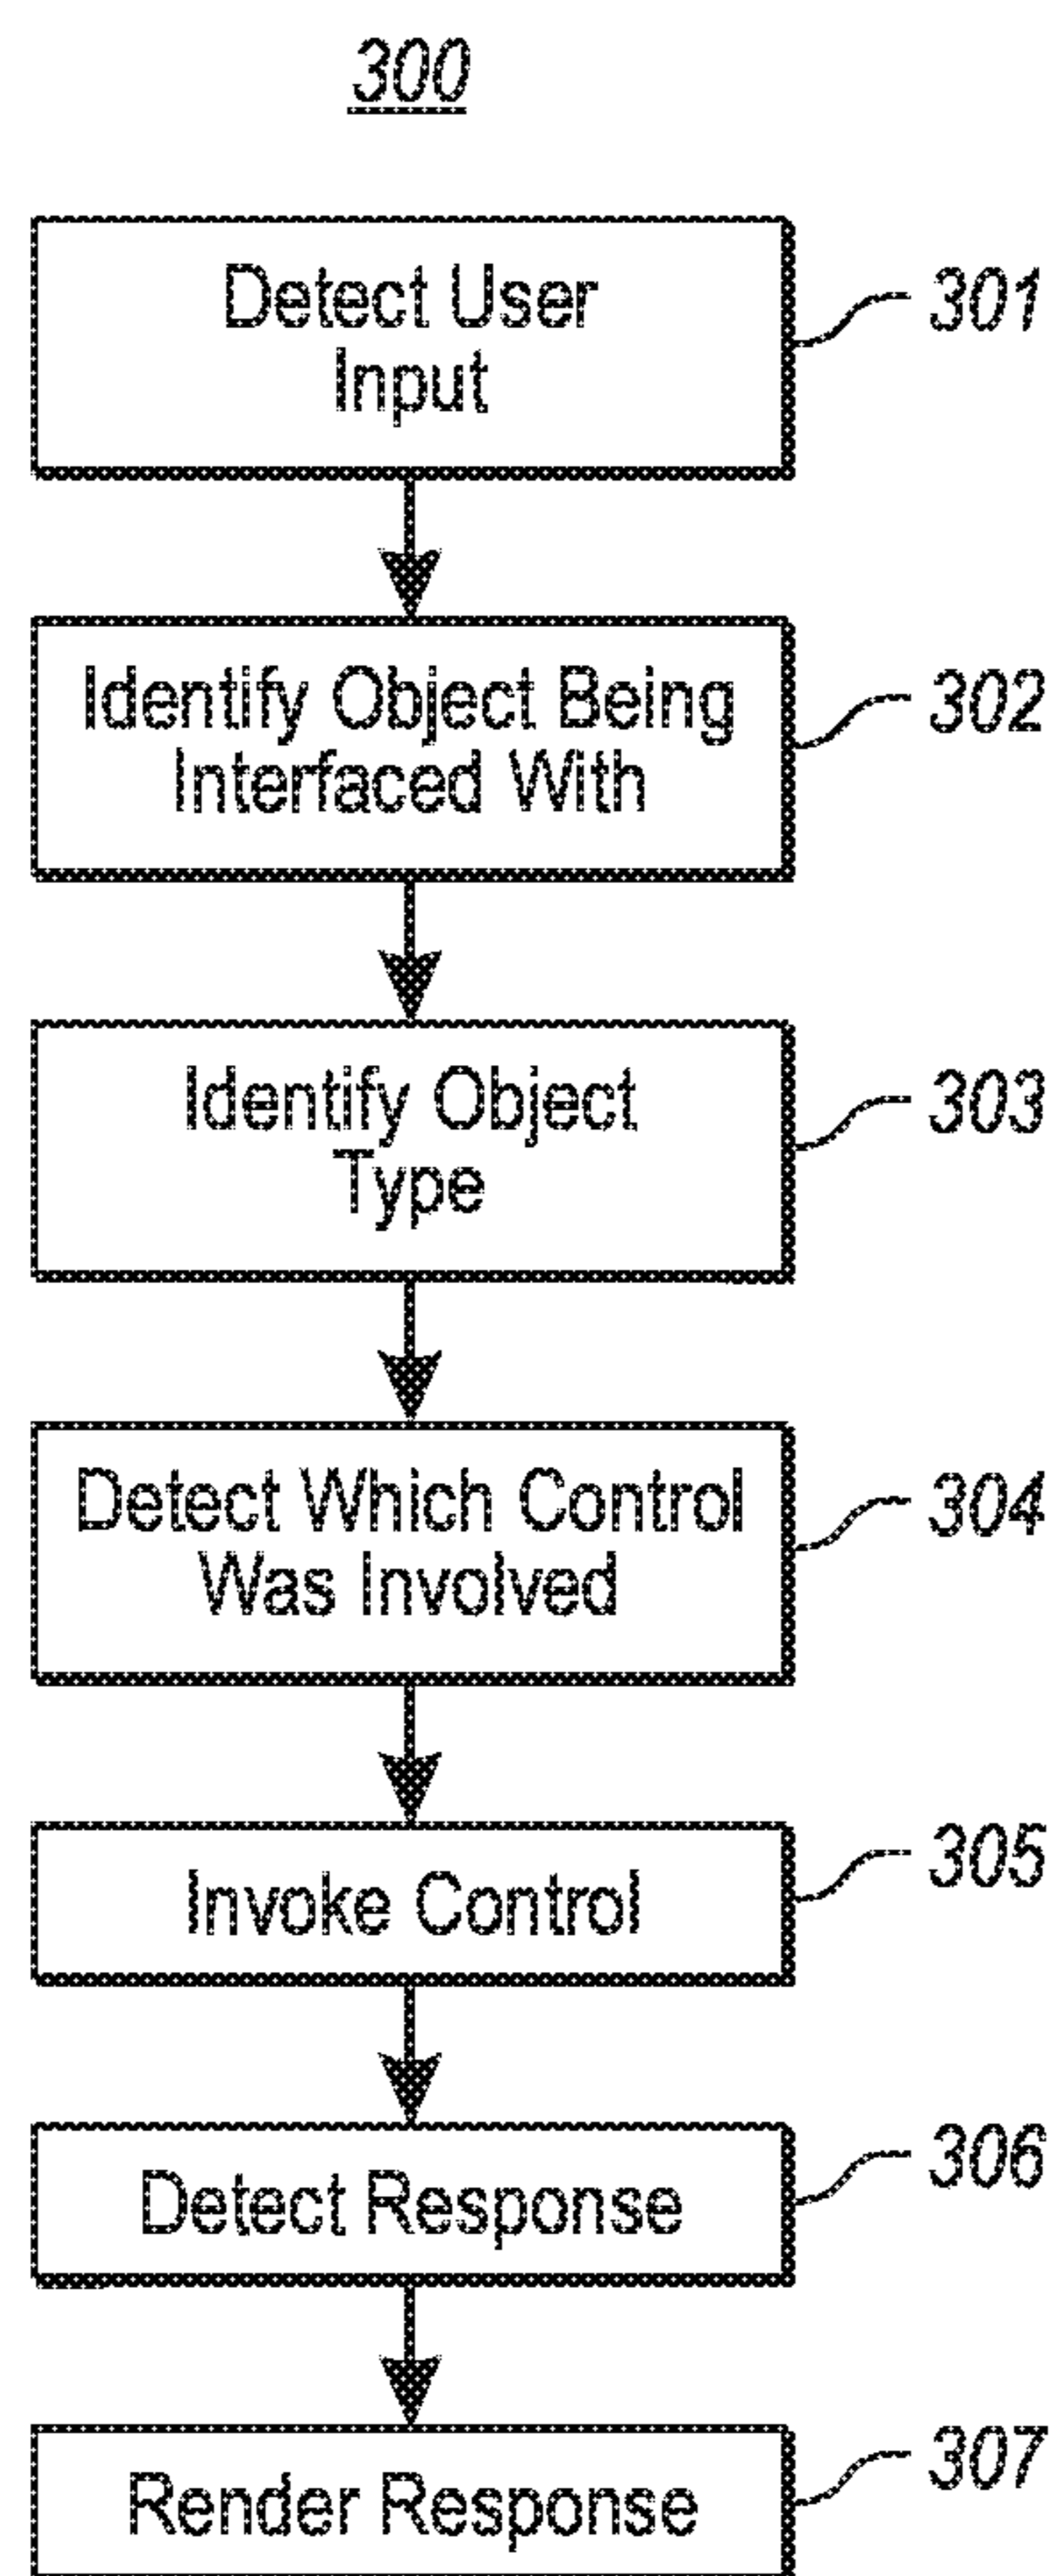 300
Detect User
Input
301
Identify Object Being
Interfaced With
302
Identify Object
Type
303
Detect Which Control
Was Involved
304
Invoke Control
305
Detect Response
306
Render Response
307